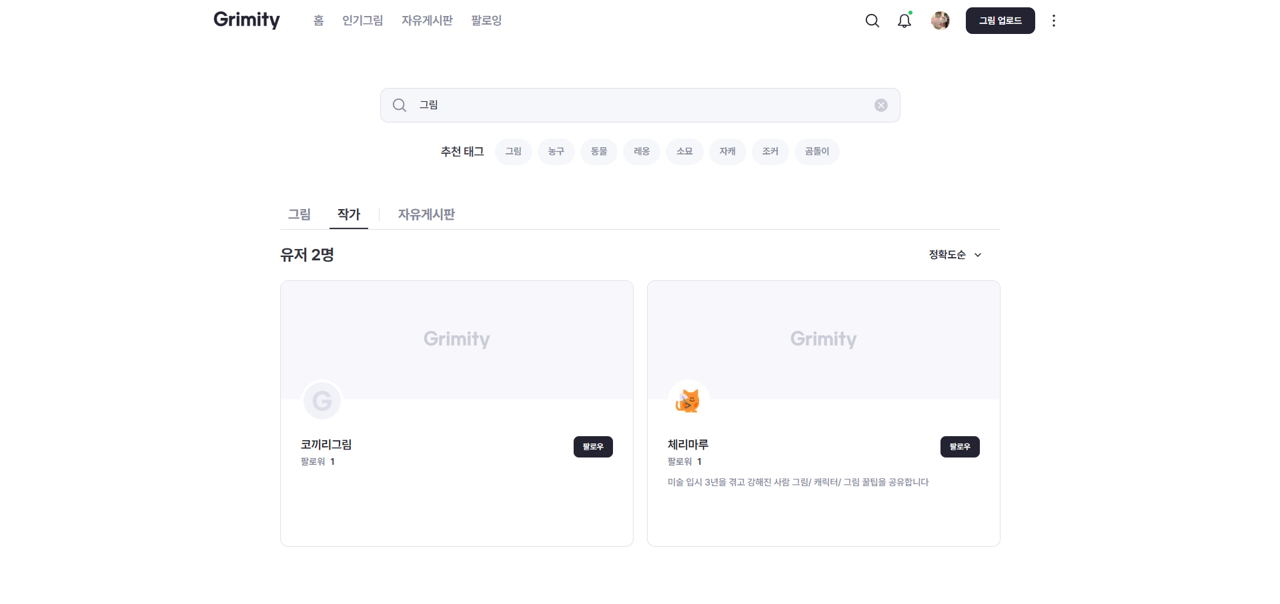 Grimity 홈 인기그림 자유게시판 팔로잉 그림 업로드
그림
추천 태그 그림 농구 동물 레옹 소묘 자캐 조커 곰돌이
그림 작가 자유게시판
유저 2명 정확도순
Grimity
G
코끼리그림 팔로우
팔로워 1
Grimity
체리마루 팔로우
팔로워 1
미술 입시 3년을 겪고 강해진 사람 그림/ 캐릭터/ 그림 꿀팁을 공유합니다